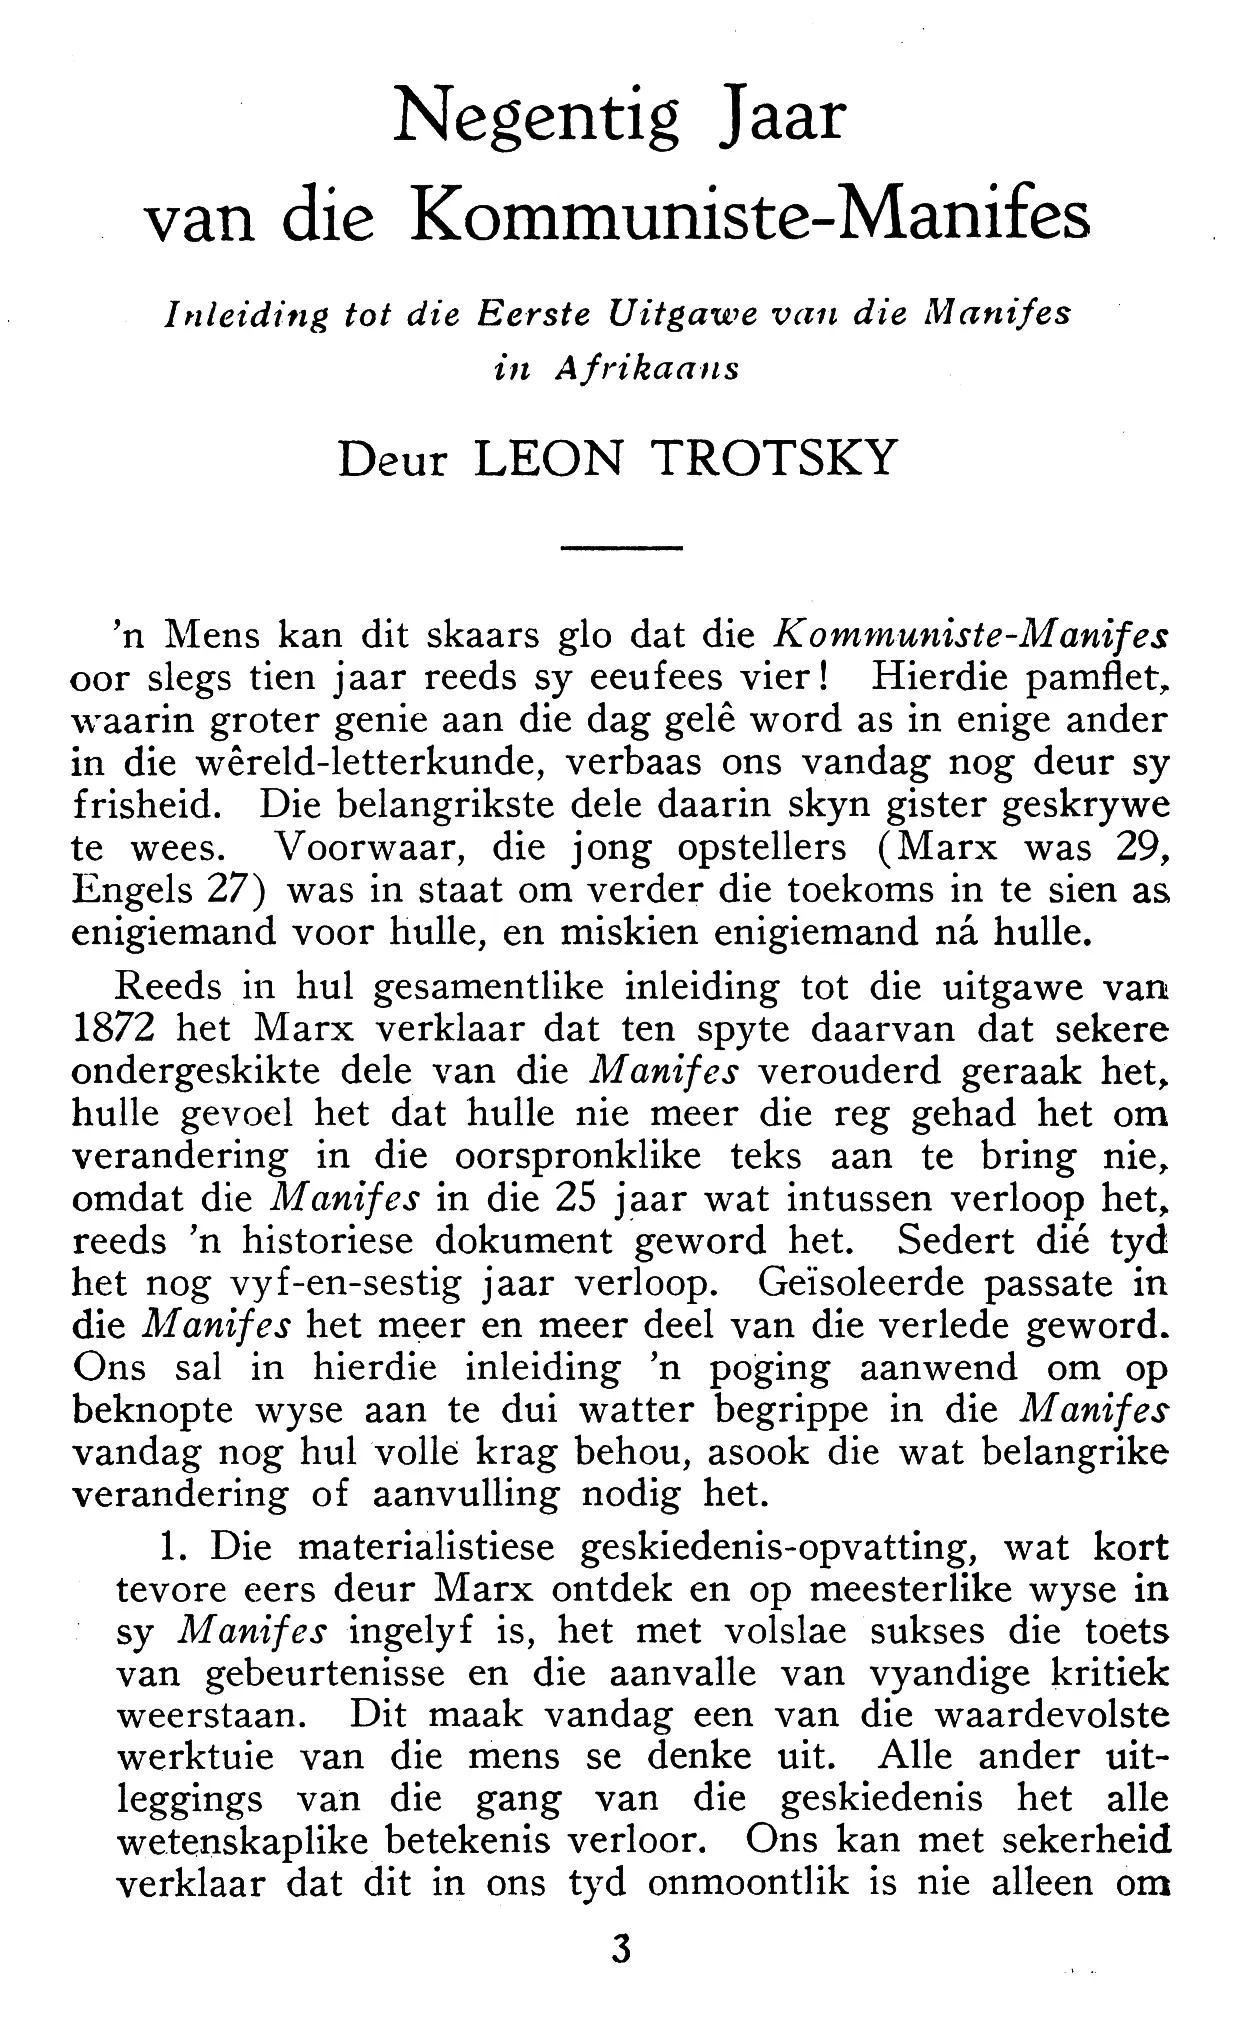 Negentig Jaar
van die Kommuniste-Manifes
Inleiding tot die Eerste Uitgawe van die Manifes
in Afrikaans
Deur LEON TROTSKY
’n Mens kan dit skaars glo dat die Kommuniste-Manifes
oor slegs tien jaar reeds sy eeufees vier! Hierdie pamflet,
waarin groter genie aan die dag gelê word as in enige ander
in die wêreld-letterkunde, verbaas ons vandag nog deur sy
frisheid. Die belangrikste dele daarin skyn gister geskrywe
te wees. Voorwaar, die jong opstellers (Marx was 29,
Engels 27) was in staat om verder die toekoms in te sien as
enigiemand voor hulle, en miskien enigiemand ná hulle.
Reeds in hul gesamentlike inleiding tot die uitgawe van
1872 het Marx verklaar dat ten spyte daarvan dat sekere
ondergeskikte dele van die Manifes verouderd geraak het,
hulle gevoel het dat hulle nie meer die reg gehad het om
verandering in die oorspronklike teks aan te bring nie,
omdat die Manifes in die 25 jaar wat intussen verloop het,
reeds ’n historiese dokument geword het. Sedert dié tyd
het nog vyf-en-sestig jaar verloop. Geïsoleerde passate in
die Manifes het meer en meer deel van die verlede geword.
Ons sal in hierdie inleiding ’n poging aanwend om op
beknopte wyse aan te dui watter begrippe in die Manifes
vandag nog hul volle krag behou, asook die wat belangrike
verandering of aanvulling nodig het.
1. Die materialistiese geskiedenis-opvatting, wat kort
tevore eers deur Marx ontdek en op meesterlike wyse in
sy Manifes ingelyf is, het met volslae sukses die toets
van gebeurtenisse en die aanvalle van vyandige kritiek
weerstaan. Dit maak vandag een van die waardevolste
werktuie van die mens se denke uit. Alle ander uit-
leggings van die gang van die geskiedenis het alle
wetenskaplike betekenis verloor. Ons kan met sekerheid
verklaar dat dit in ons tyd onmoontlik is nie alleen om
3